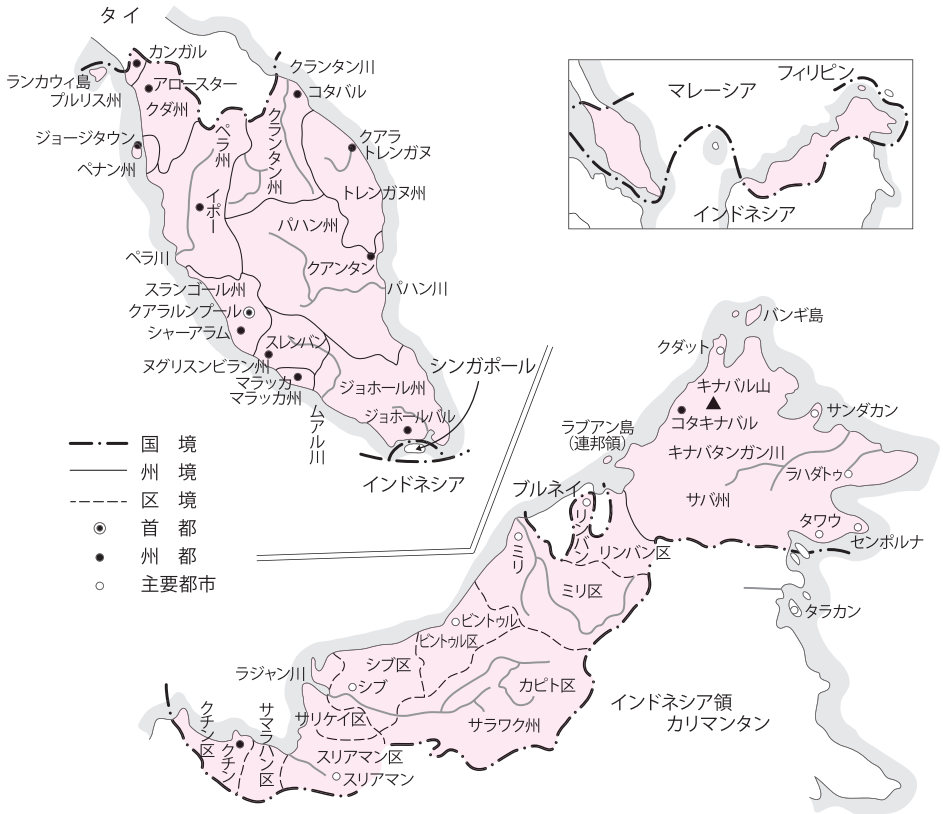 タイ
カンガル
ランカウイ島
プルリス州
アロースター
クダ州
クランタン川
コタバル
ジョージタウン
ペナン州
ペラ州
クランタン州
クアラ
トレンガヌ
トレンガヌ州
イポー
パハン州
ペラ川
クアンタン
パハン川
スランゴール州
クアラルンプール
シャーアラム
スレンバン
ヌグリスンビラン州
マラッカ
マラッカ州
ジョホール州
シンガポール
ジョホールバル
ムアル川
インドネシア
マレーシア
フィリピン
インドネシア
国境
州境
区境
首都
州都
主要都市
バンギ島
クダット
キナバル山
コタキナバル
サンダカン
ラブアン島
(連邦領)
キナバタンガン川
ラハダトゥ
サバ州
タワウ
センポルナ
ブルネイ
リンバン
リンバン区
ミリ
ミリ区
タラカン
ビントゥル
ビントゥル区
ラジャン川
シブ区
シブ
カピト区
サリケイ区
サラワク州
インドネシア領
カリマンタン
クチン区
クチン
サマラハン区
スリアマン区
スリアマン